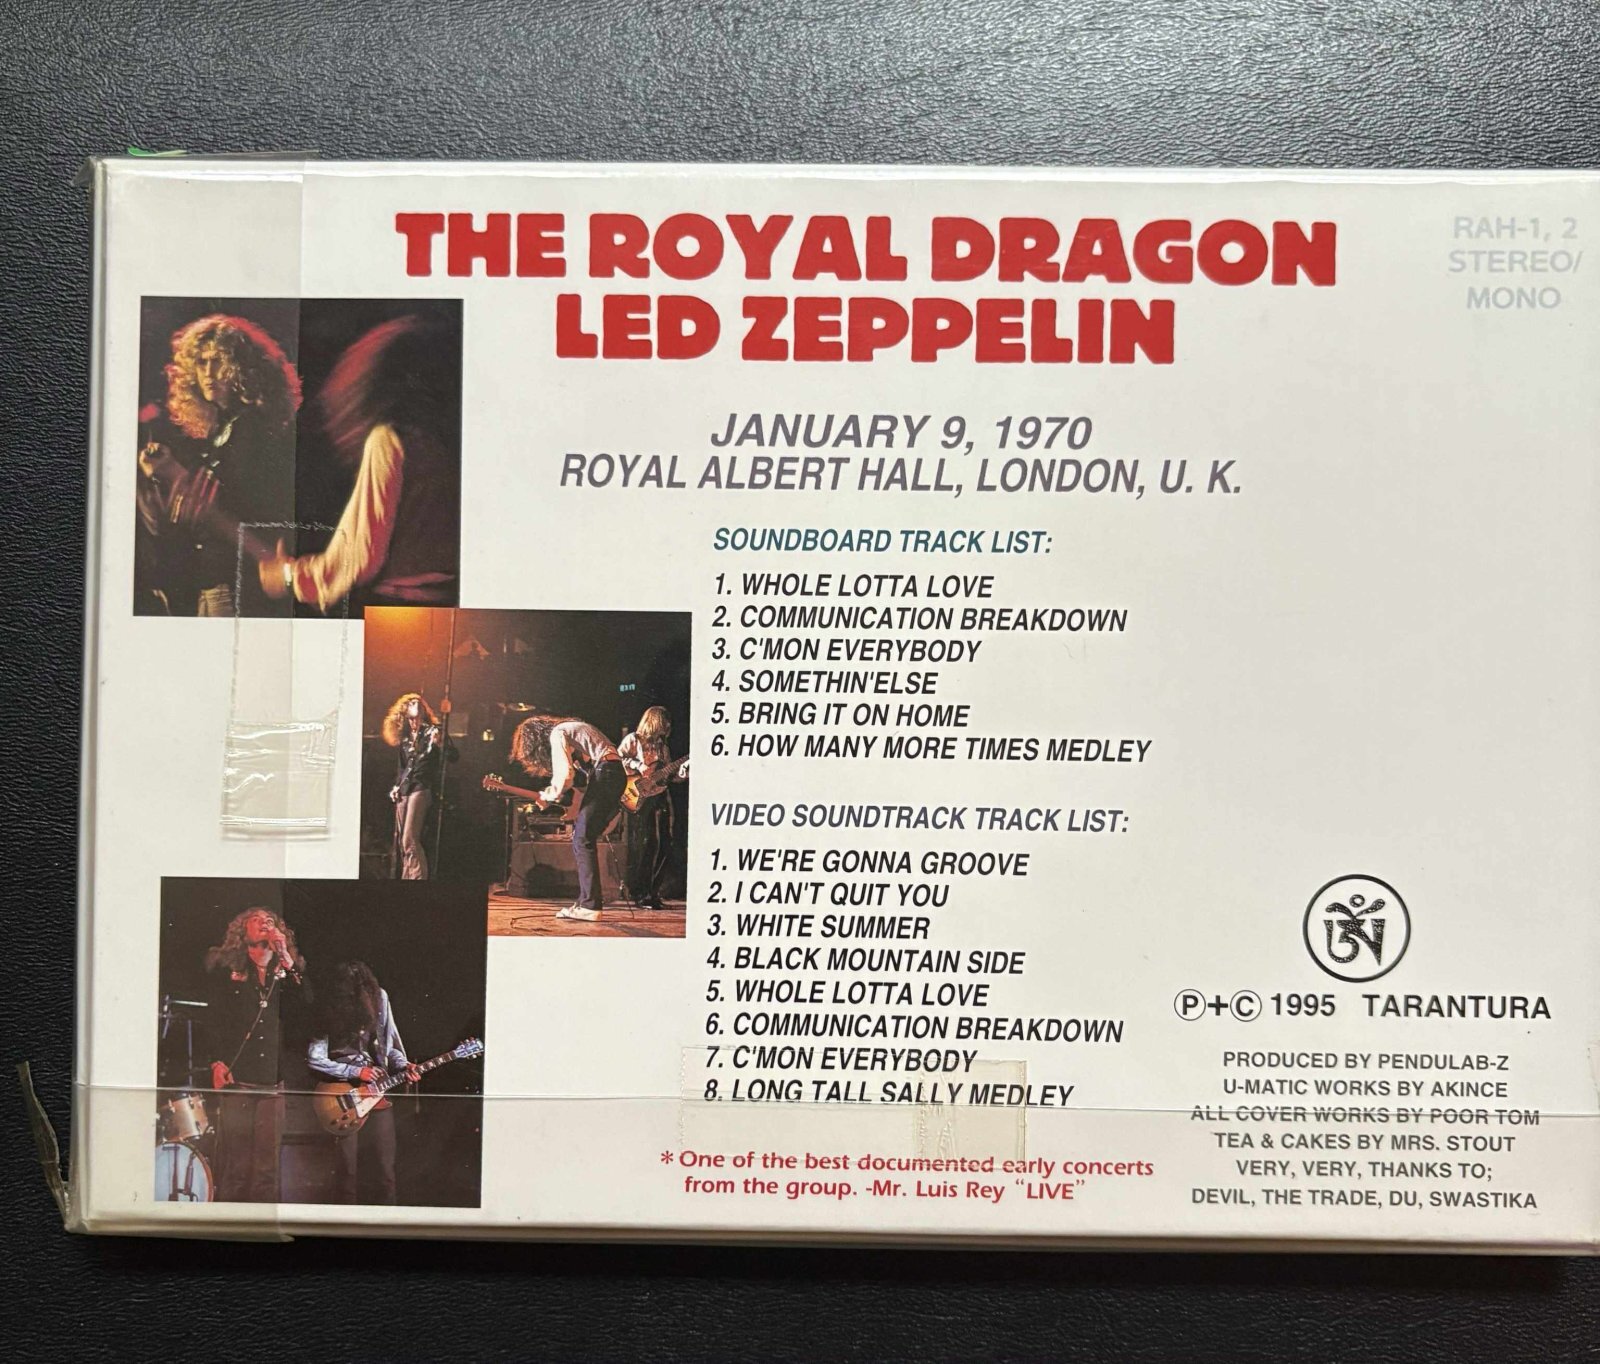 THE ROYAL DRAGON
LED ZEPPELIN
RAH-1, 2
STEREO/
MONO
JANUARY 9, 1970
ROYAL ALBERT HALL, LONDON, U. K.
SOUNDBOARD TRACK LIST:
1. WHOLE LOTTA LOVE
2. COMMUNICATION BREAKDOWN
3. C'MON EVERYBODY
4. SOMETHIN'ELSE
5. BRING IT ON HOME
6. HOW MANY MORE TIMES MEDLEY
VIDEO SOUNDTRACK TRACK LIST:
1. WE'RE GONNA GROOVE
2. I CAN'T QUIT YOU
3. WHITE SUMMER
4. BLACK MOUNTAIN SIDE
5. WHOLE LOTTA LOVE
6. COMMUNICATION BREAKDOWN
7. C'MON EVERYBODY
8. LONG TALL SALLY MEDLEY
* One of the best documented early concerts
from the group. -Mr. Luis Rey "LIVE"
Ⓟ+Ⓒ 1995 TARANTURA
PRODUCED BY PENDULAB-Z
U-MATIC WORKS BY AKINCE
ALL COVER WORKS BY POOR TOM
TEA & CAKES BY MRS. STOUT
VERY, VERY, THANKS TO;
DEVIL, THE TRADE, DU, SWASTIKA